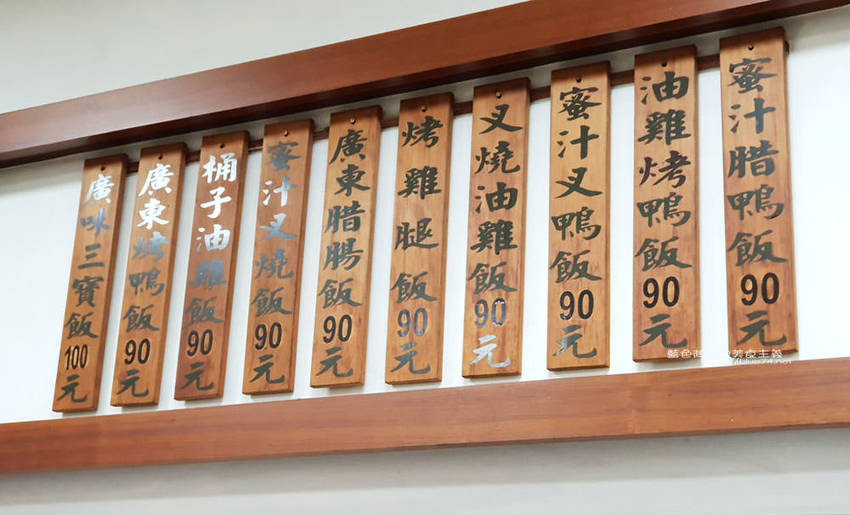 廣味三寶飯100元
廣東烤鴨飯90元
桶子油雞飯90元
蜜汁叉燒飯90元
廣東腊腸飯90元
烤雞腿飯90元
叉燒油雞飯90元
蜜汁叉鴨飯90元
油雞烤鴨飯90元
蜜汁腊鴨飯90元